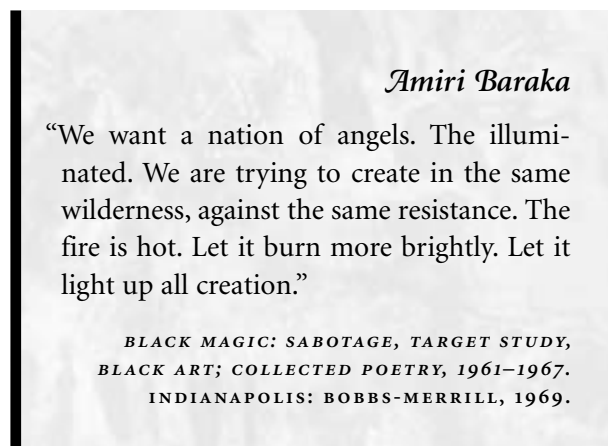 Amiri Baraka
“We want a nation of angels. The illumi-
nated. We are trying to create in the same
wilderness, against the same resistance. The
fire is hot. Let it burn more brightly. Let it
light up all creation.”
BLACK MAGIC: SABOTAGE, TARGET STUDY,
BLACK ART; COLLECTED POETRY, 1961–1967.
INDIANAPOLIS: BOBBS-MERRILL, 1969.